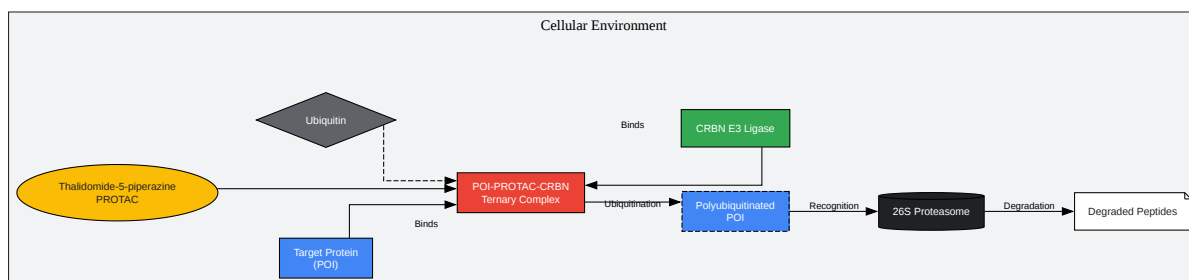 Cellular Environment
Ubiquitin
Binds
CRBN E3 Ligase
Thalidomide-5-piperazine
PROTAC
POI-PROTAC-CRBN
Ternary Complex
Ubiquitination
Polyubiquitinated
POI
Recognition
26S Proteasome
Degradation
Degraded Peptides
Binds
Target Protein
(POI)